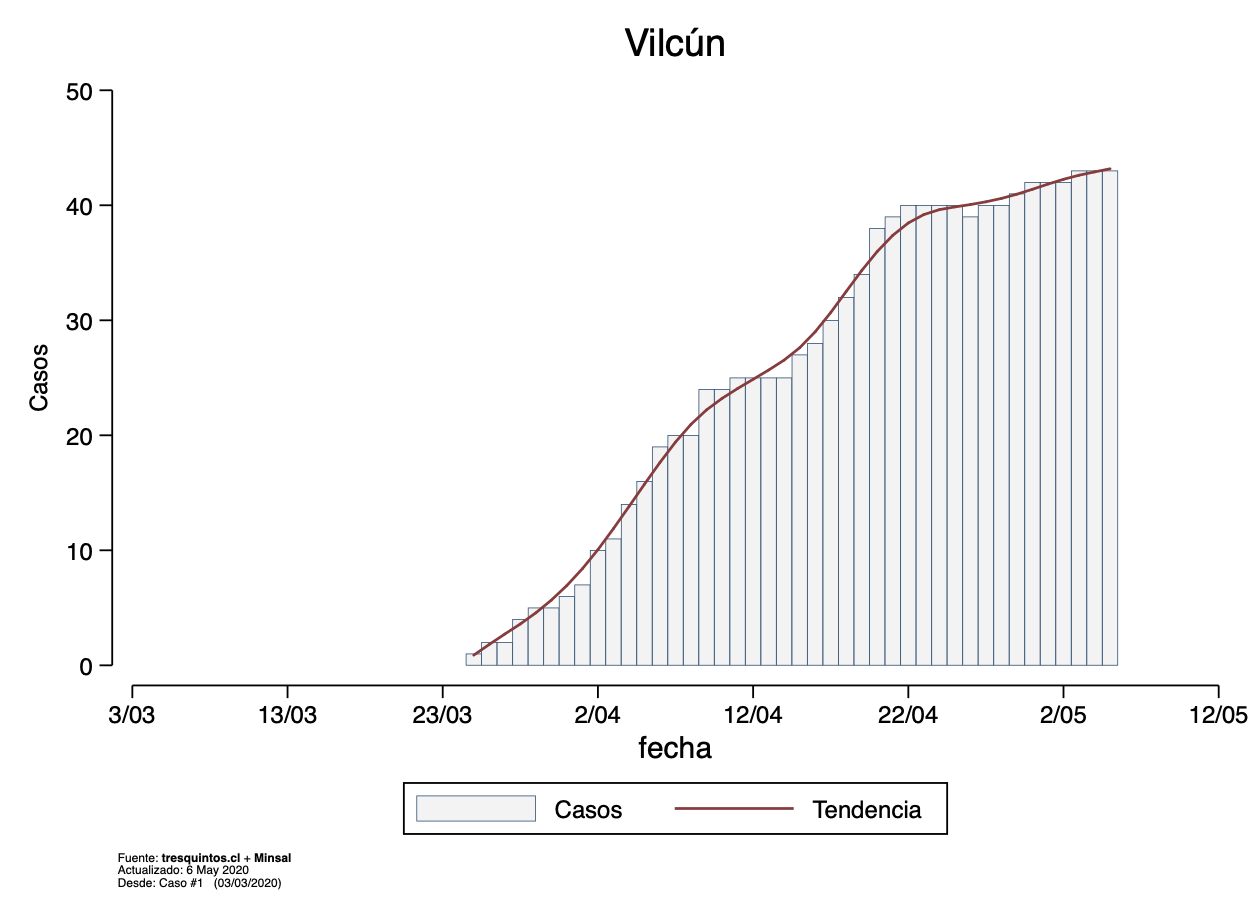 Vilcún
50
40
30
20
10
0
Casos
3/03 13/03 23/03 2/04 12/04 22/04 2/05 12/05
fecha
Casos Tendencia
Fuente: tresquintos.cl + Minsal
Actualizado: 6 May 2020
Desde: Caso #1 (03/03/2020)